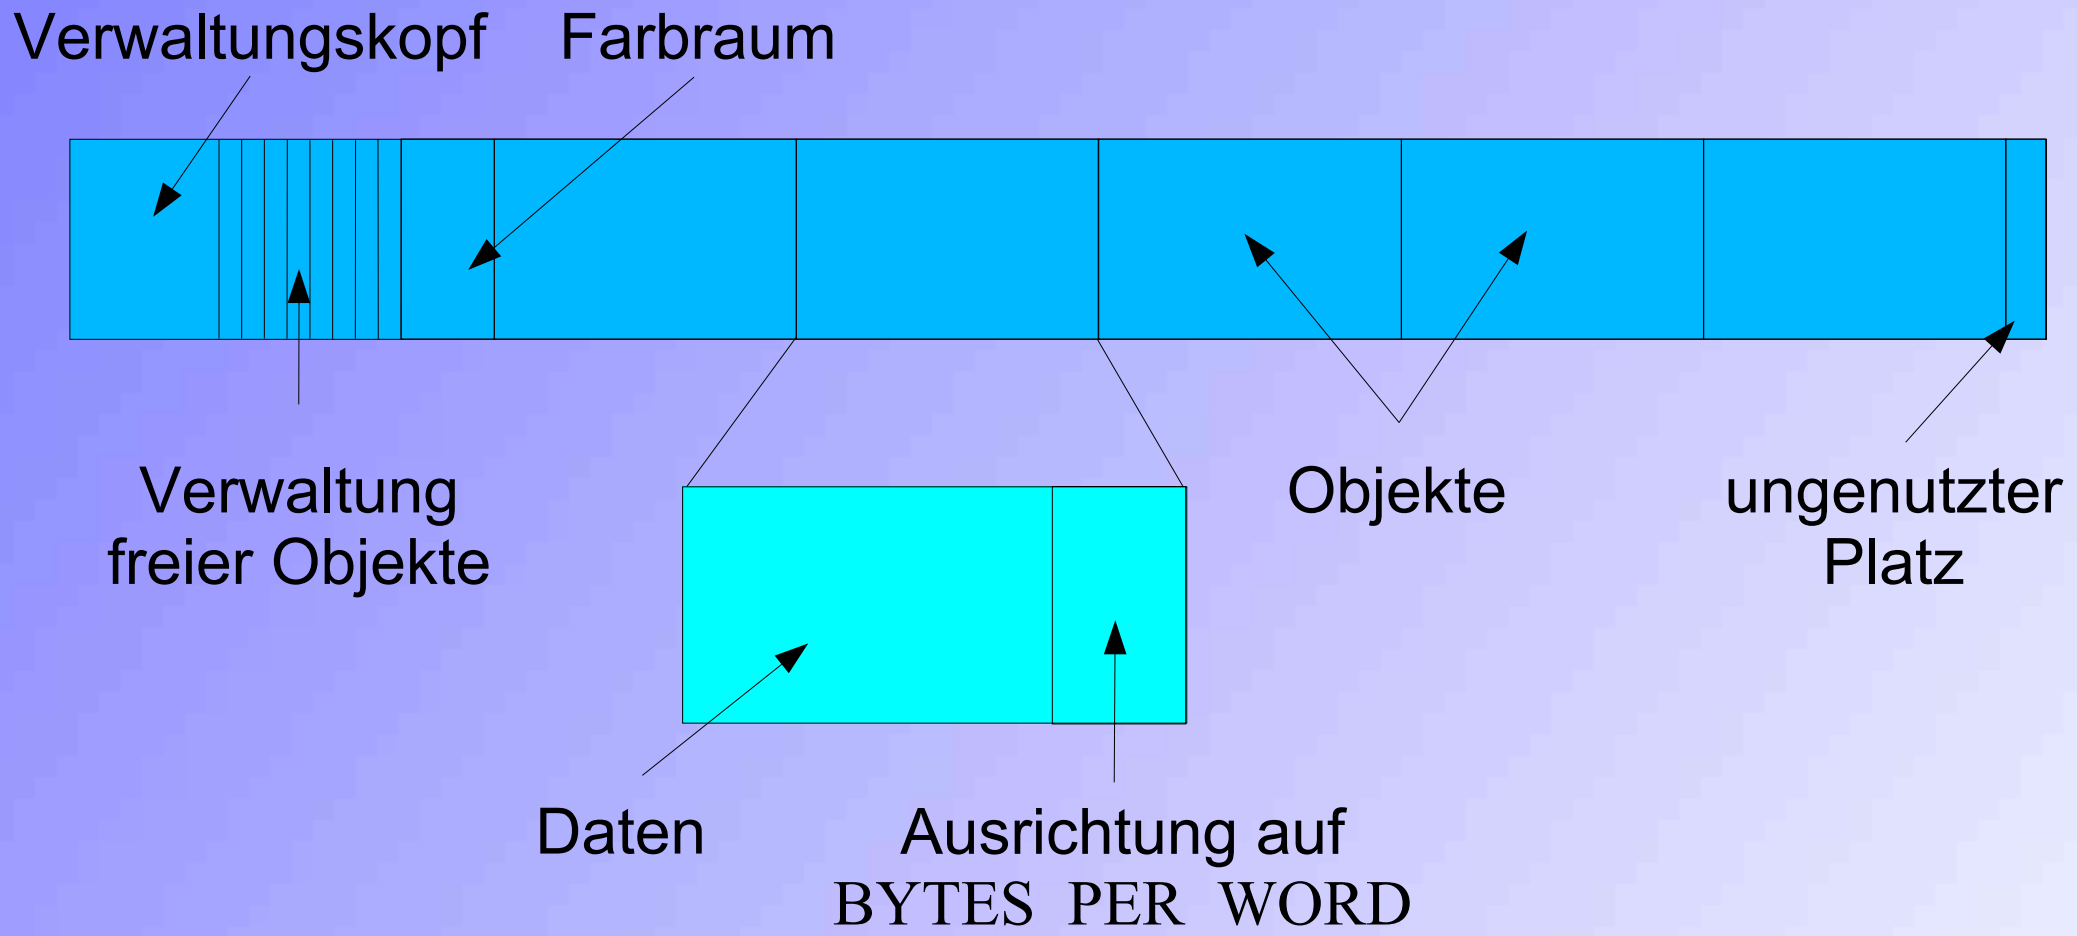 Verwaltungskopf
Farbraum
Verwaltung
freier Objekte
Objekte
ungenutzter
Platz
Daten
Ausrichtung auf
BYTES PER WORD